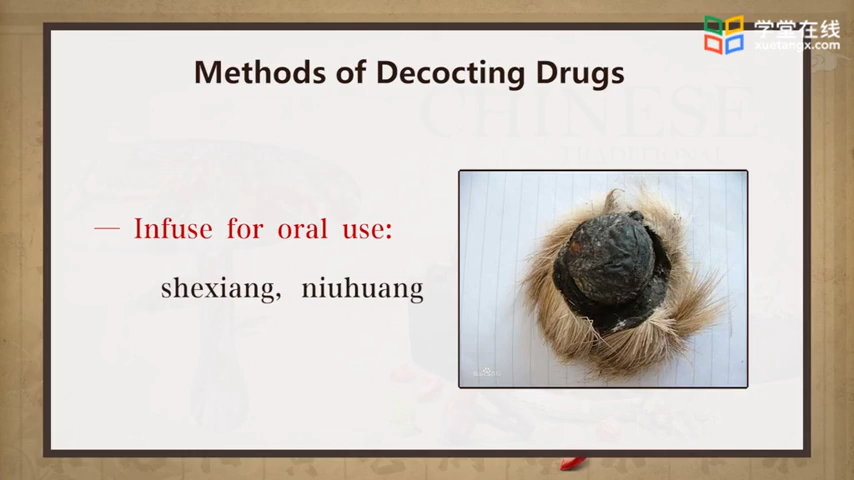 学堂在线
xuetangx.com
Methods of Decocting Drugs
CHINESE
TRADITIONAL
— Infuse for oral use:
shexiang, niuhuang